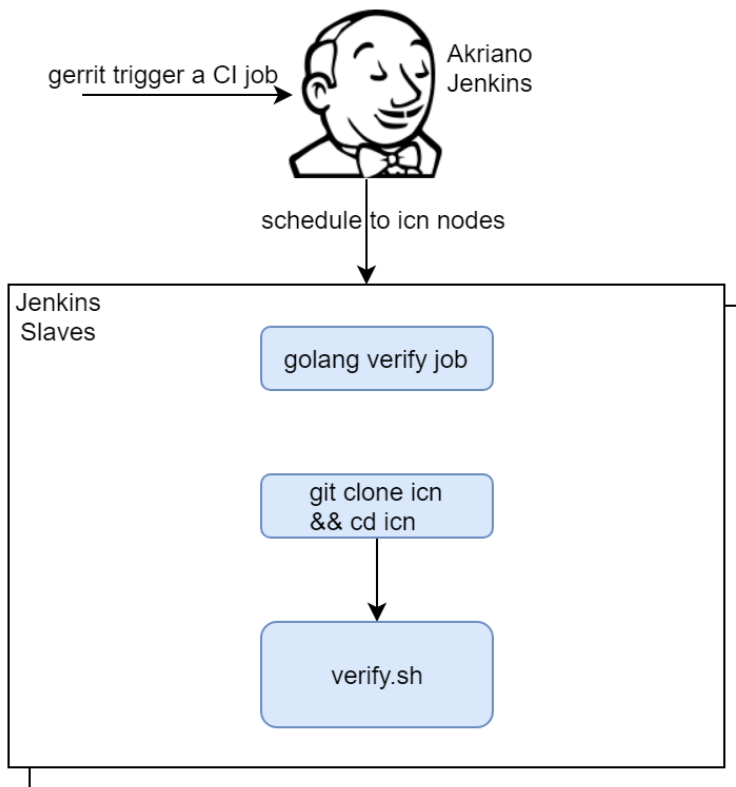 gerrit trigger a CI job
Akriano
Jenkins
schedule to icn nodes
Jenkins
Slaves
golang verify job
git clone icn
&& cd icn
verify.sh